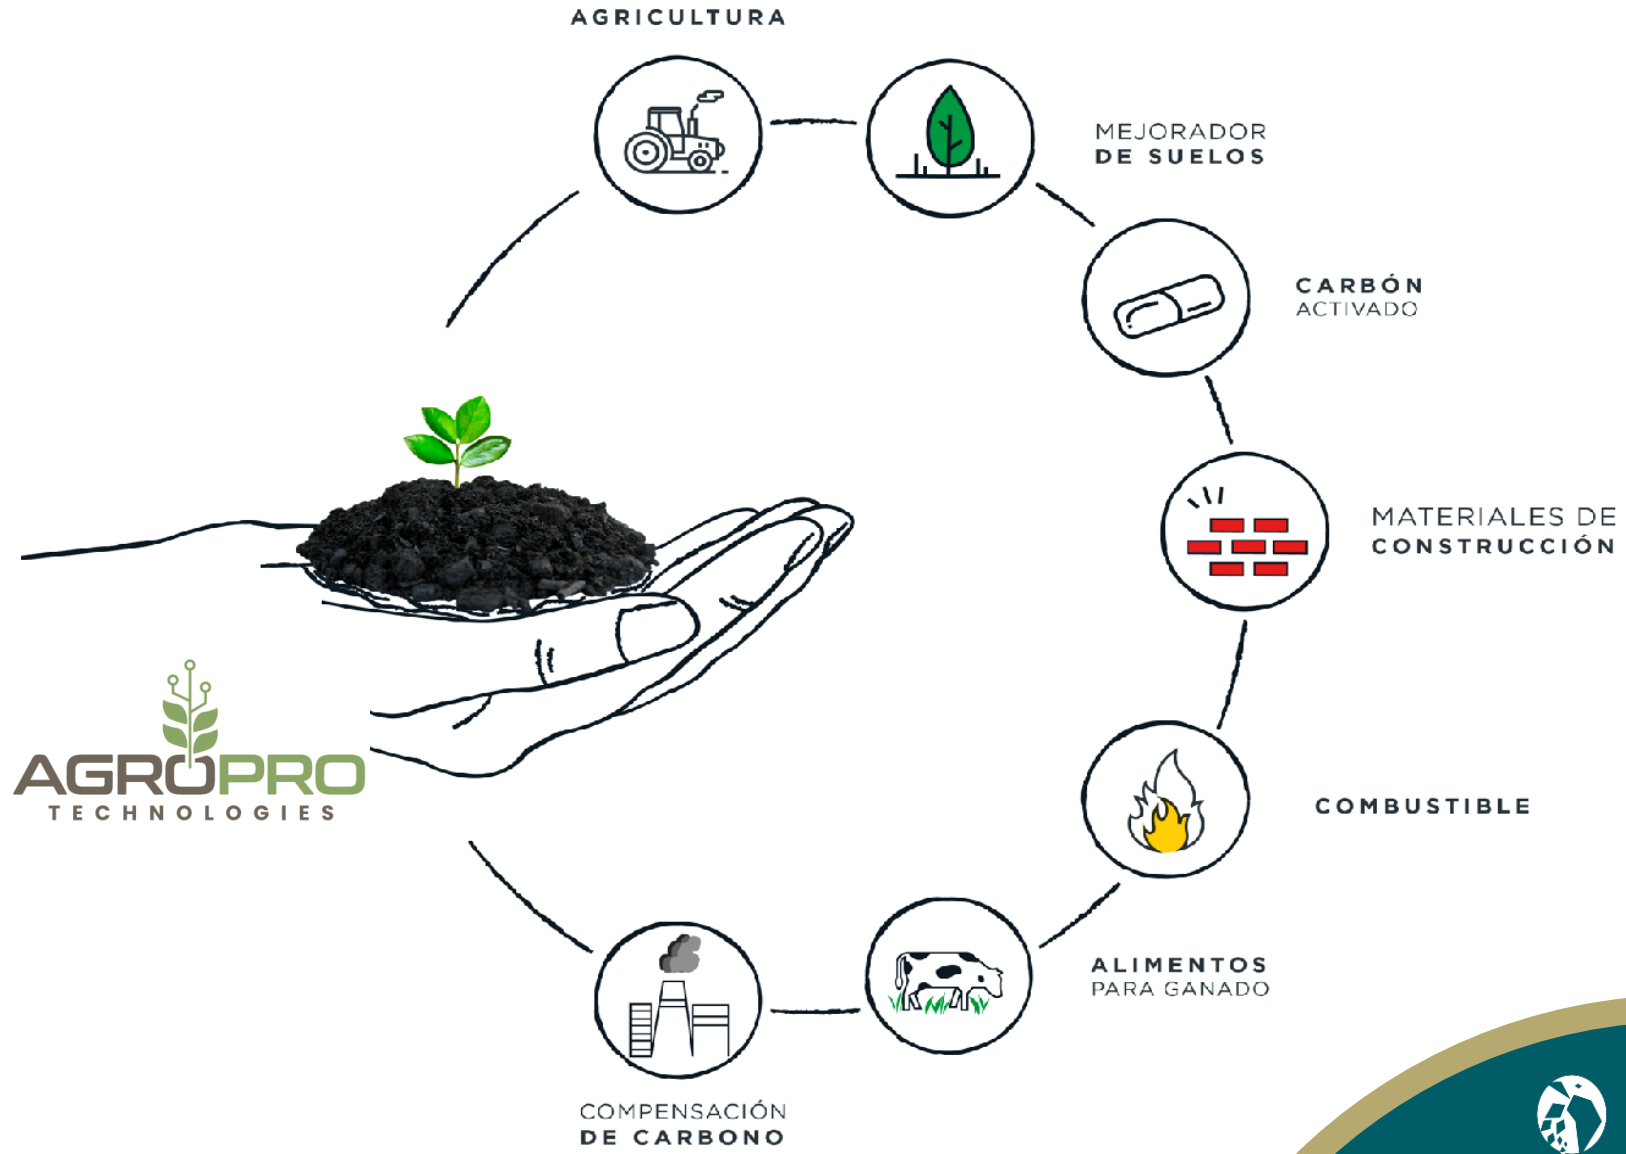 AGRICULTURA
MEJORADOR
DE SUELOS
CARBÓN
ACTIVADO
MATERIALES DE
CONSTRUCCIÓN
COMBUSTIBLE
ALIMENTOS
PARA GANADO
COMPENSACIÓN
DE CARBONO
AGROPRO
TECHNOLOGIES